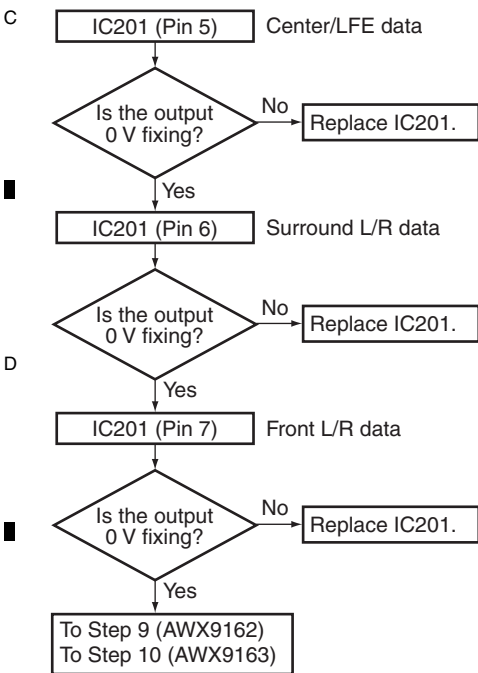 C
IC201 (Pin 5)
Center/LFE data
Is the output
0 V fixing?
No
Replace IC201.
Yes
IC201 (Pin 6)
Surround L/R data
Is the output
0 V fixing?
No
Replace IC201.
D
Yes
IC201 (Pin 7)
Front L/R data
Is the output
0 V fixing?
No
Replace IC201.
Yes
To Step 9 (AWX9162)
To Step 10 (AWX9163)